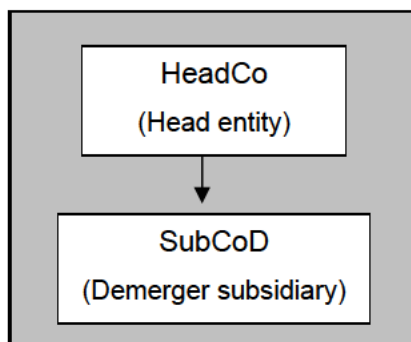 HeadCo
(Head entity)
SubCoD
(Demerger subsidiary)